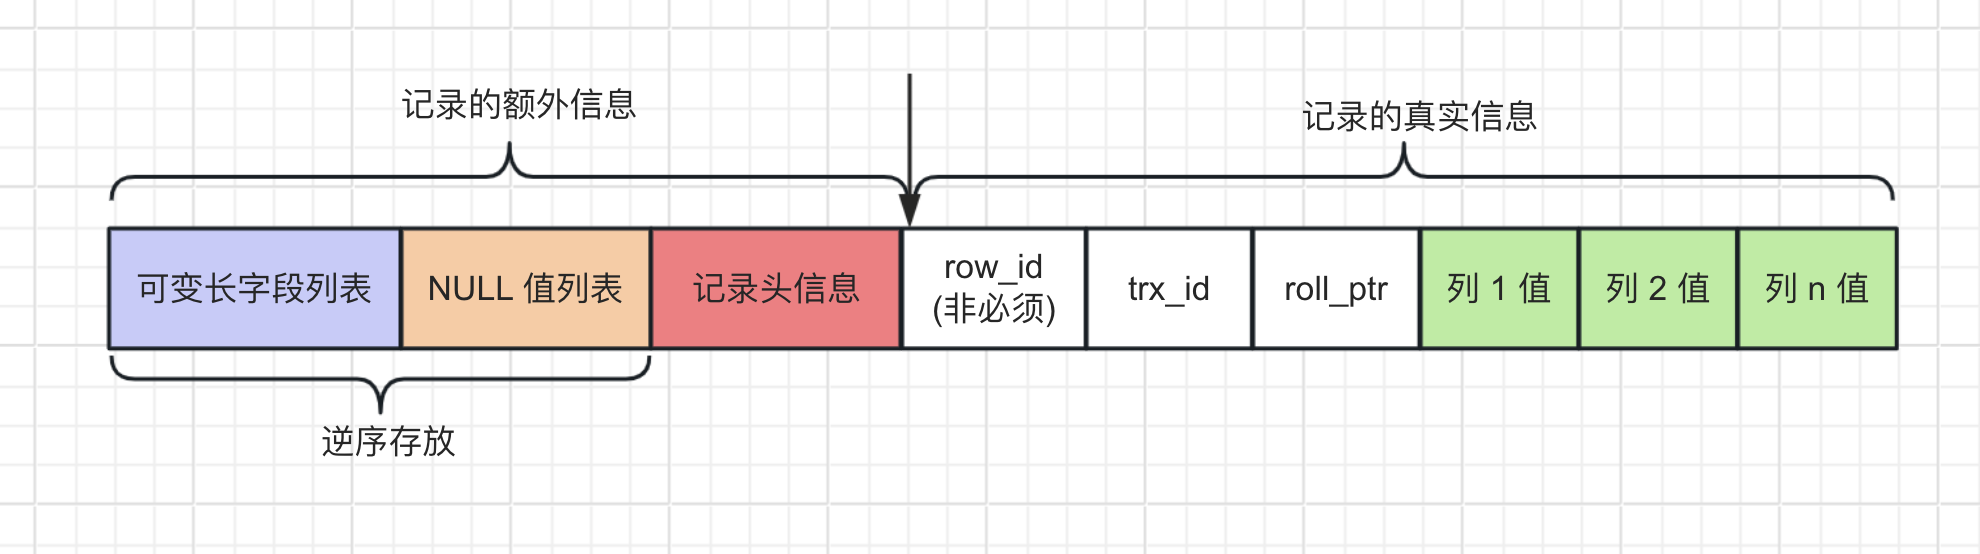 记录的额外信息
记录的真实信息
可变长字段列表
NULL 值列表
记录头信息
row_id
(非必须)
trx_id
roll_ptr
列 1 值
列 2 值
列 n 值
逆序存放